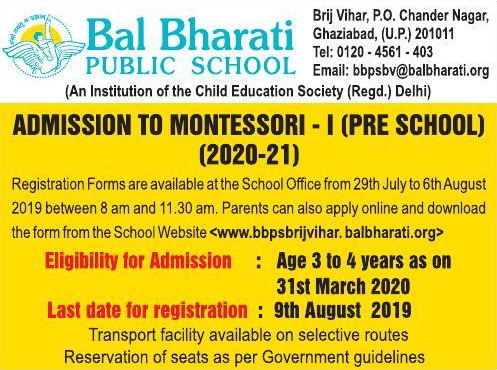 Bal Bharati
PUBLIC SCHOOL
Brij Vihar, P.O. Chander Nagar,
Ghaziabad, (U.P.) 201011
Tel: 0120 - 4561 - 403
Email: bbpsbv@balbharati.org
(An Institution of the Child Education Society (Regd.) Delhi)
ADMISSION TO MONTESSORI - I (PRE SCHOOL)
(2020-21)
Registration Forms are available at the School Office from 29th July to 6th August
2019 between 8 am and 11.30 am. Parents can also apply online and download
the form from the School Website <www.bbpsbrijvihar. balbharati.org>
Eligibility for Admission : Age 3 to 4 years as on
31st March 2020
Last date for registration : 9th August 2019
Transport facility available on selective routes
Reservation of seats as per Government guidelines